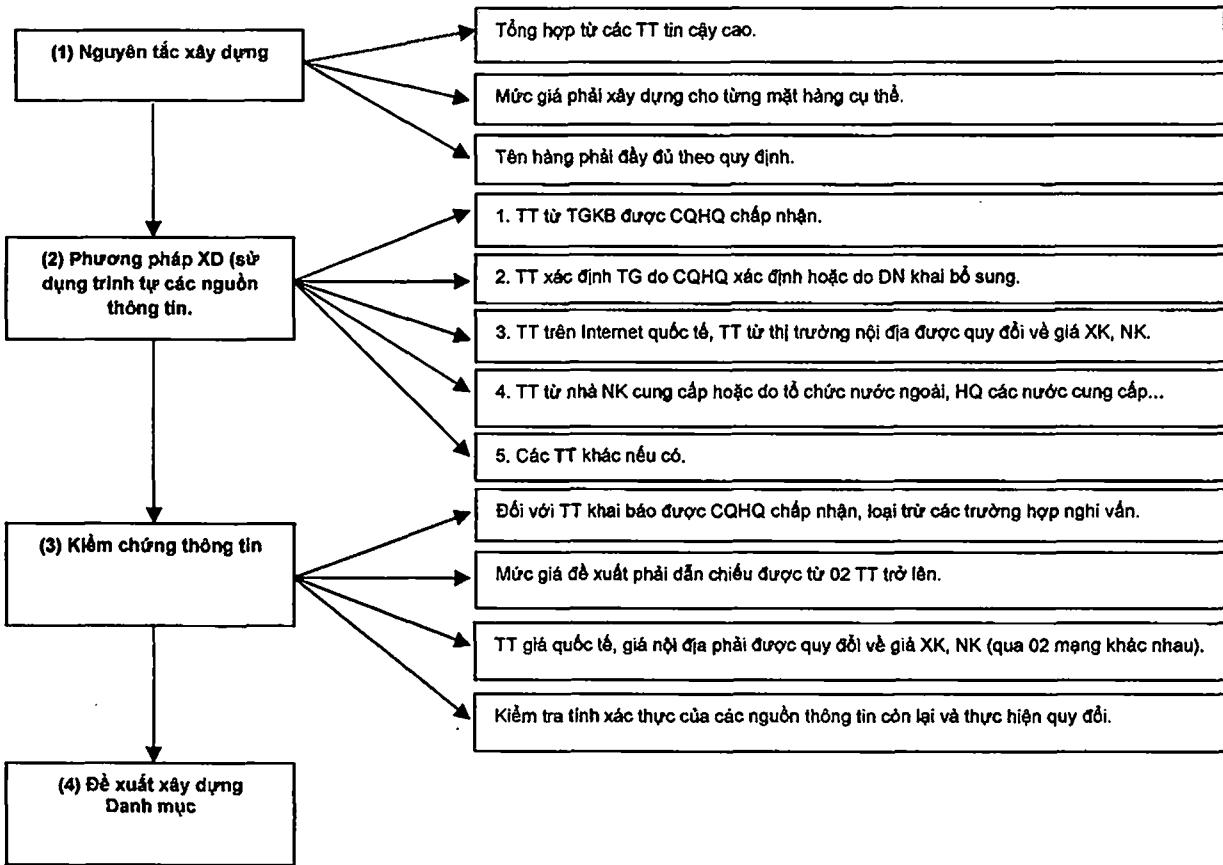 (1) Nguyên tắc xây dựng
Tổng hợp từ các TT tin cậy cao.
Mức giá phải xây dựng cho từng mặt hàng cụ thể.
Tên hàng phải đầy đủ theo quy định.
(2) Phương pháp XD (sử
dụng trình tự các nguồn
thông tin.
1. TT từ TGKB được CQHQ chấp nhận.
2. TT xác định TG do CQHQ xác định hoặc do DN khai bổ sung.
3. TT trên Internet quốc tế, TT từ thị trường nội địa được quy đổi về giá XK, NK.
4. TT từ nhà NK cung cấp hoặc do tổ chức nước ngoài, HQ các nước cung cấp...
5. Các TT khác nếu có.
(3) Kiểm chứng thông tin
Đối với TT khai báo được CQHQ chấp nhận, loại trừ các trường hợp nghi vấn.
Mức giá đề xuất phải dẫn chiếu được từ 02 TT trở lên.
TT giá quốc tế, giá nội địa phải được quy đổi về giá XK, NK (qua 02 mạng khác nhau).
Kiểm tra tính xác thực của các nguồn thông tin còn lại và thực hiện quy đổi.
(4) Đề xuất xây dựng
Danh mục